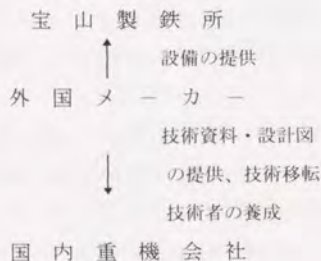 宝山製鉄所
設備の提供
外国メーカー
技術資料・設計図
の提供、技術移転
技術者の養成
国内重機会社